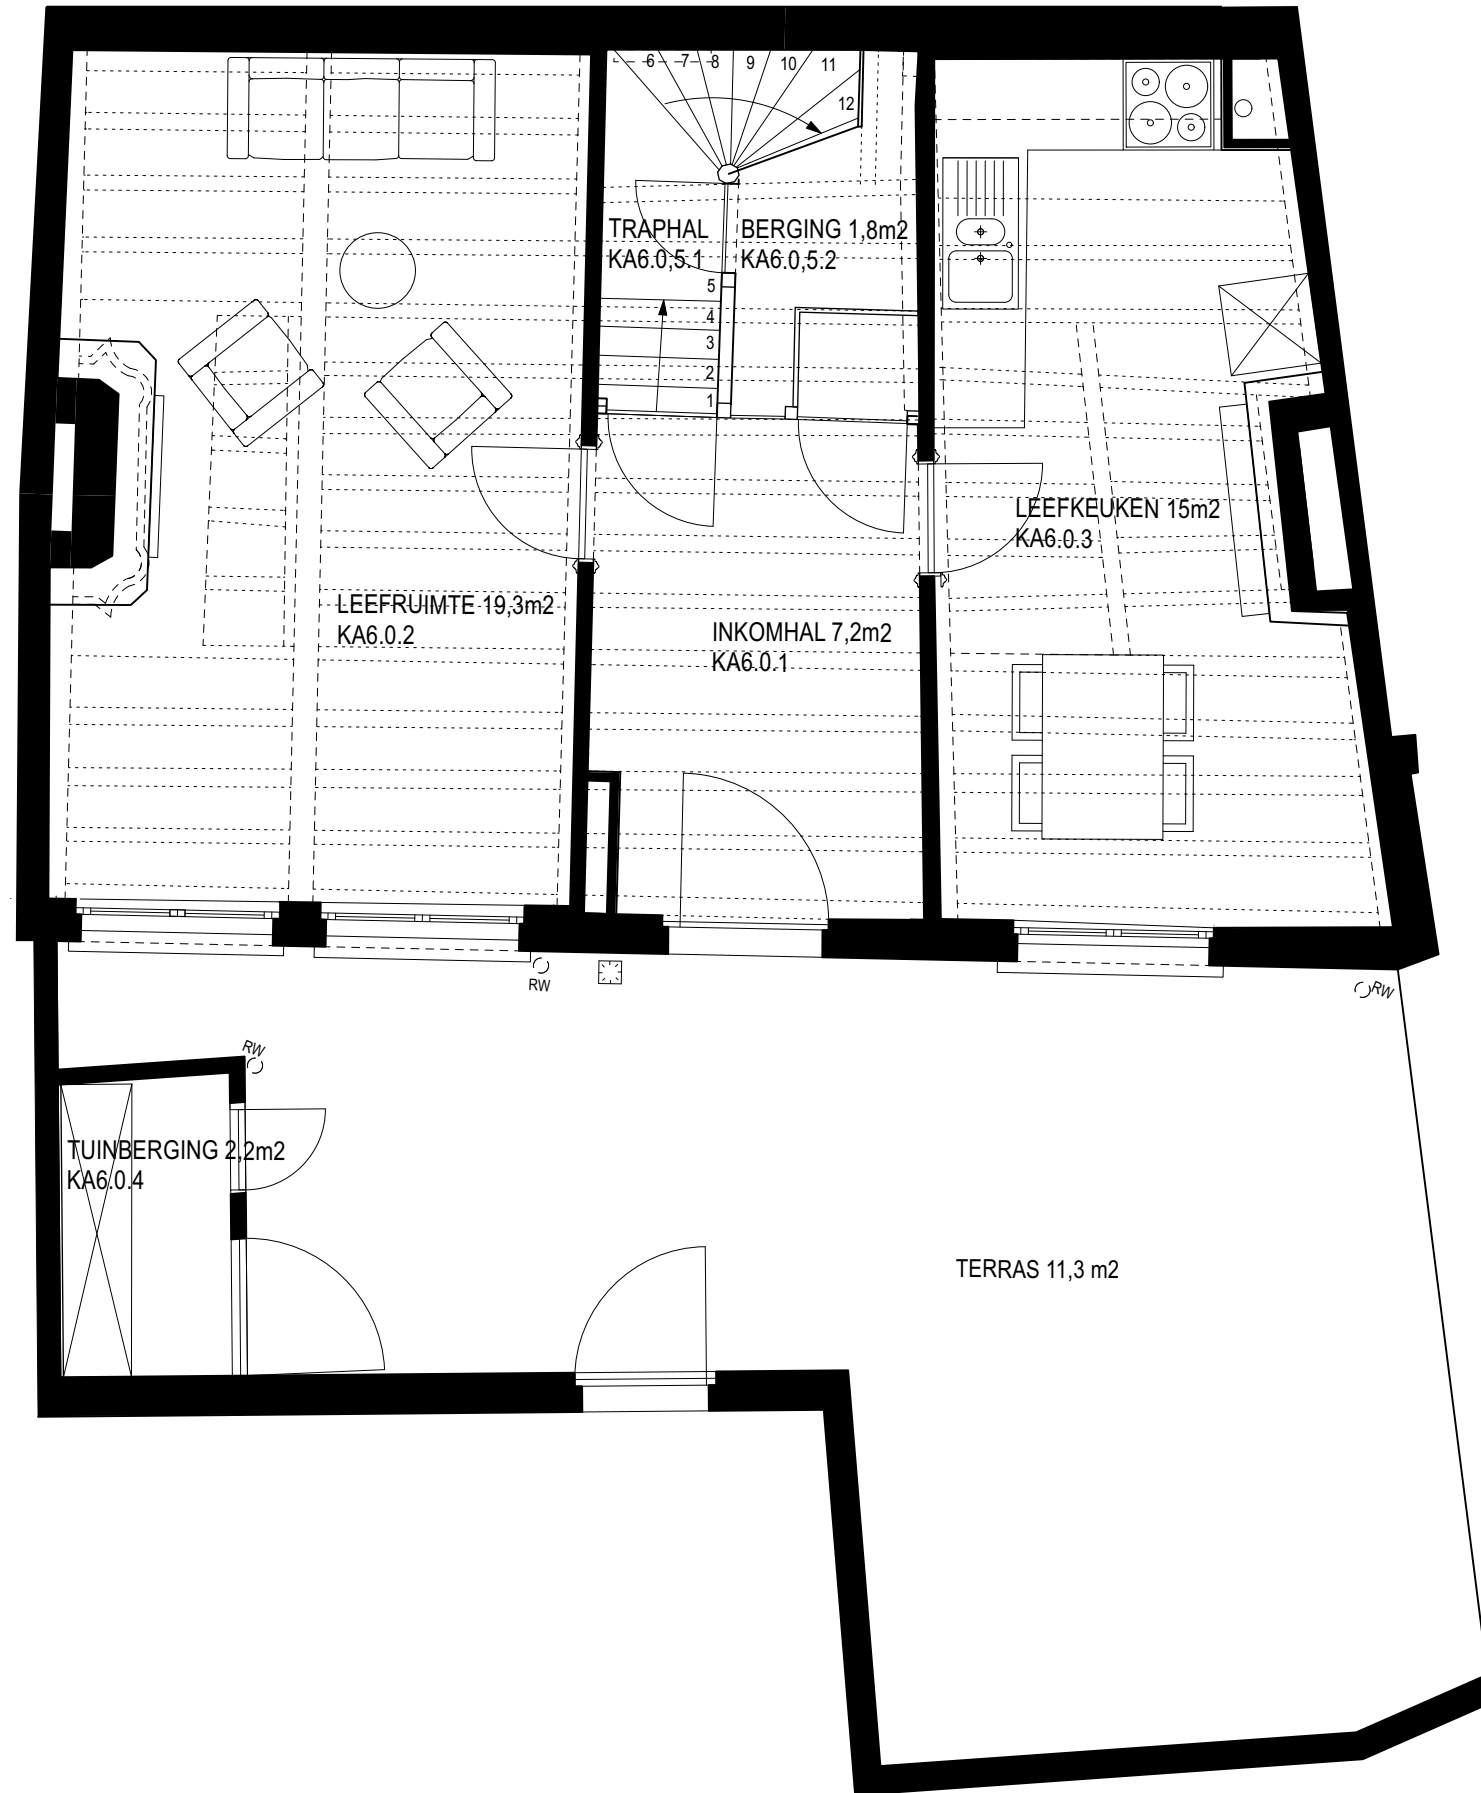 6 7 8 9 10 11
12
TRAPHAL
KA6.0,5.1
BERGING 1,8m2
KA6.0,5.2
5
4
3
2
1
LEEFKEUKEN 15m2
KA6.0.3
LEEFRUIMTE 19,3m2
KA6.0.2
INKOMHAL 7,2m2
KA6.0.1
RW
RW
RW
TUINBERGING 2,2m2
KA6.0.4
TERRAS 11,3 m2